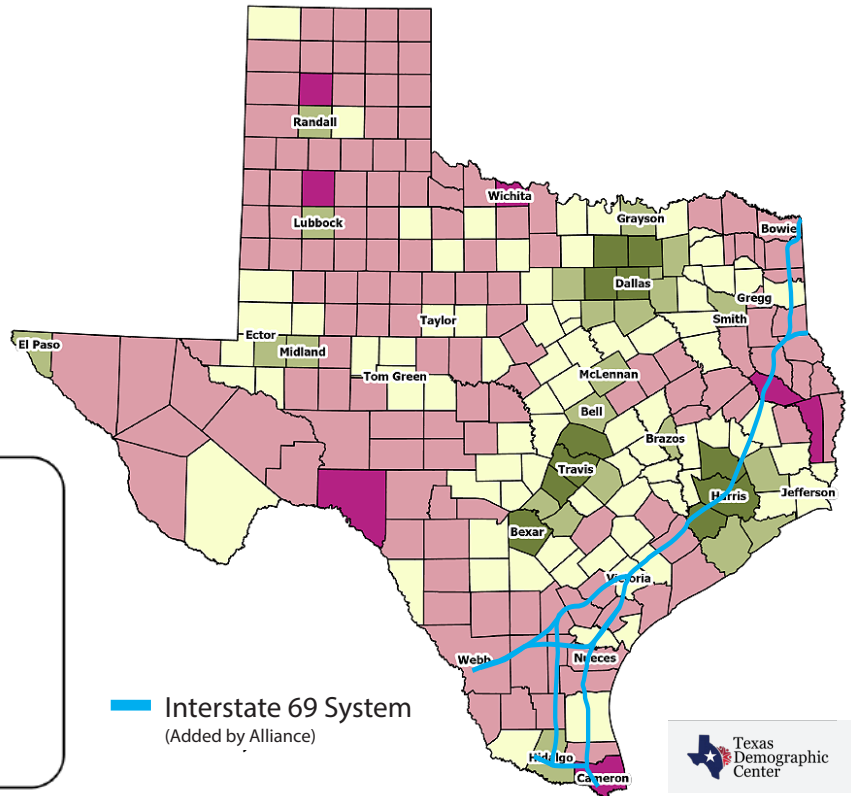 Randall
Wichita
Lubbock
Grayson
Bowie
Dallas
Gregg
Smith
Taylor
Ector
El Paso
Midland
Tom Green
McLennan
Bell
Brazos
Travis
Harris
Jefferson
Bexar
Victoria
Webb
Nueces
Interstate 69 System
(Added by Alliance)
Hidalgo
Cameron
Texas
Demographic
Center